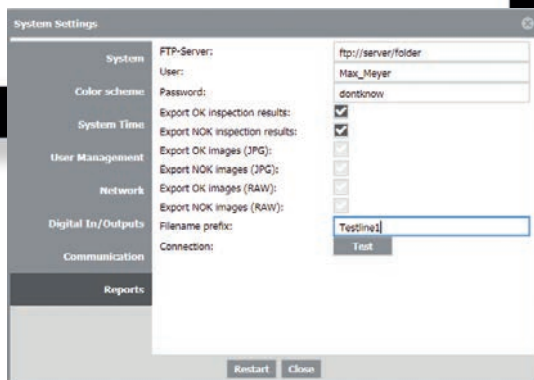 System Settings
System
Color scheme
System Time
User Management
Network
Digital In/Outputs
Communication
Reports
FTP-Server: ftp://server/folder
User: Max_Meyer
Password: dontknow
Export OK inspection results:
Export NOK inspection results:
Export OK images (JPG):
Export NOK images (JPG):
Export OK images (RAW):
Export NOK images (RAW):
Filename prefix: Testline1
Connection: Test
Restart Close